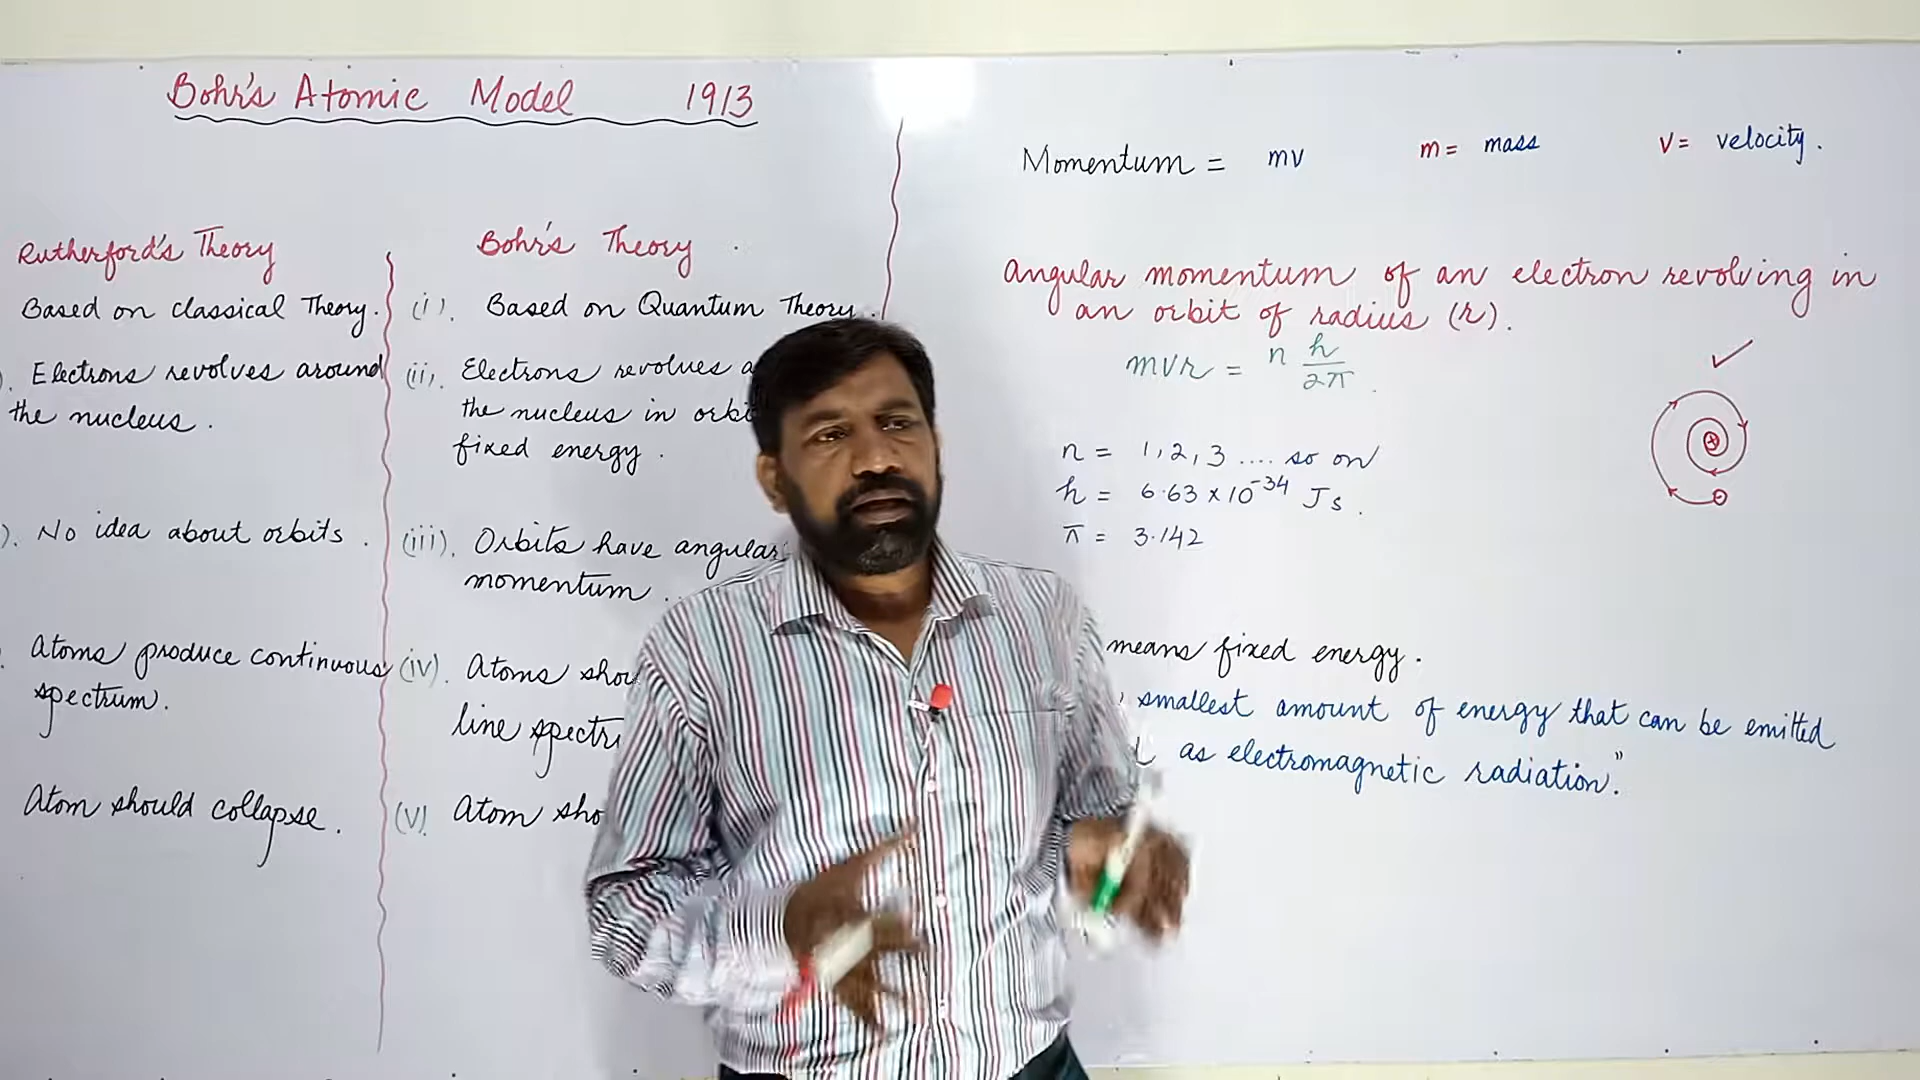 Bohr's Atomic Model 1913
Rutherford's Theory
Based on classical Theory.
). Electrons revolves around
the nucleus.
). No idea about orbits.
. Atoms produce continuous
spectrum.
Atom should collapse.
Bohr's Theory
(i). Based on Quantum Theory.
(ii). Electrons revolves
the nucleus in
fixed energy.
(iii). Orbits have angular
momentum.
(iv). Atoms
line
(v). Atom
Momentum = mv m = mass v = velocity.
Angular momentum of an electron revolving in
an orbit of radius (r).
mvr = n h/2π.
n = 1, 2, 3 .... so on
h = 6.63 × 10⁻³⁴ Js.
π = 3.142
means fixed energy.
smallest amount of energy that can be emitted
as electromagnetic radiation."
+
-